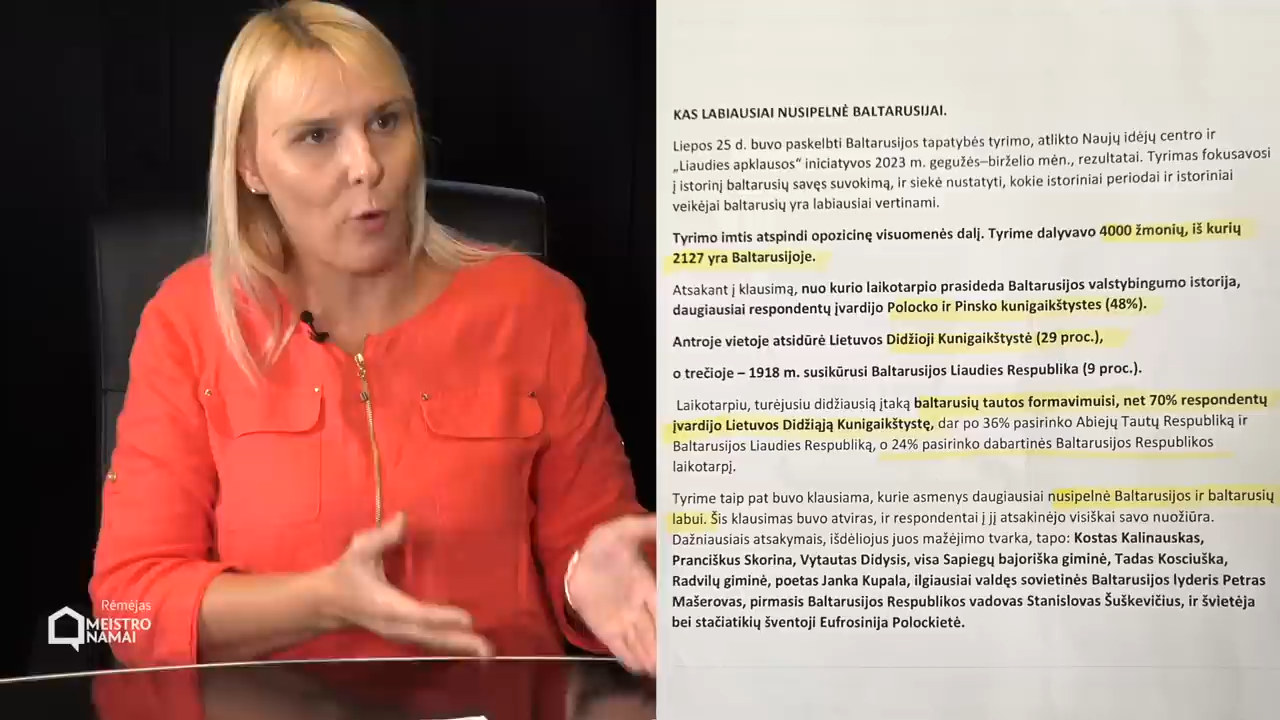 KAS LABIAUSIAI NUSIPELNĖ BALTARUSIJAI.
Liepos 25 d. buvo paskelbti Baltarusijos tapatybės tyrimo, atlikto Naujų idėjų centro ir
„Liaudies apklausos“ iniciatyvos 2023 m. gegužės–birželio mėn., rezultatai. Tyrimas fokusavosi
į istorinį baltarusių savęs suvokimą, ir siekė nustatyti, kokie istoriniai periodai ir istoriniai
veikėjai baltarusių yra labiausiai vertinami.
Tyrimo imtis atspindi opozicinę visuomenės dalį. Tyrime dalyvavo 4000 žmonių, iš kurių
2127 yra Baltarusijoje.
Atsakant į klausimą, nuo kurio laikotarpio prasideda Baltarusijos valstybingumo istorija,
daugiausiai respondentų įvardijo Polocko ir Pinsko kunigaikštystes (48%).
Antroje vietoje atsidūrė Lietuvos Didžioji Kunigaikštystė (29 proc.),
o trečioje – 1918 m. susikūrusi Baltarusijos Liaudies Respublika (9 proc.).
Laikotarpiu, turėjusiu didžiausią įtaką baltarusių tautos formavimuisi, net 70% respondentų
įvardijo Lietuvos Didžiąją Kunigaikštystę, dar po 36% pasirinko Abiejų Tautų Respubliką ir
Baltarusijos Liaudies Respubliką, o 24% pasirinko dabartinės Baltarusijos Respublikos
laikotarpį.
Tyrime taip pat buvo klausiama, kurie asmenys daugiausiai nusipelnė Baltarusijos ir baltarusių
labui. Šis klausimas buvo atviras, ir respondentai į jį atsakinėjo visiškai savo nuožiūra.
Dažniausiais atsakymais, išdėliojus juos mažėjimo tvarka, tapo: Kostas Kalinauskas,
Pranciškus Skorina, Vytautas Didysis, visa Sapiegų bajoriška giminė, Tadas Kosciuška,
Radvilų giminė, poetas Janka Kupala, ilgiausiai valdęs sovietinės Baltarusijos lyderis Petras
Mašerovas, pirmasis Baltarusijos Respublikos vadovas Stanislovas Šuškevičius, ir švietėja
bei stačiatikių šventoji Eufrosinija Polockietė.
Rėmėjas
MEISTRO
NAMAI